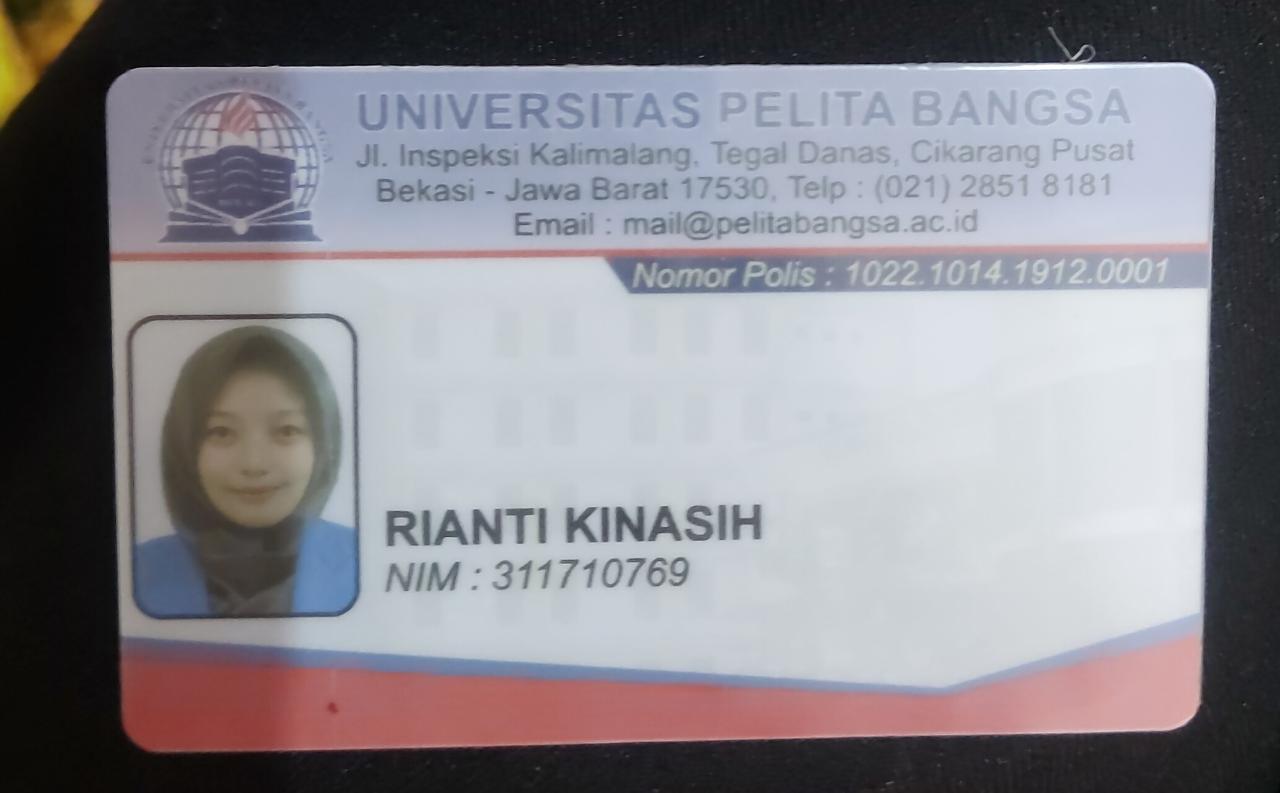 UNIVERSITAS PELITA BANGSA
Jl. Inspeksi Kalimalang, Tegal Danas, Cikarang Pusat
Bekasi - Jawa Barat 17530, Telp : (021) 2851 8181
Email : mail@pelitabangsa.ac.id
Nomor Polis : 1022.1014.1912.0001
RIANTI KINASIH
NIM : 311710769